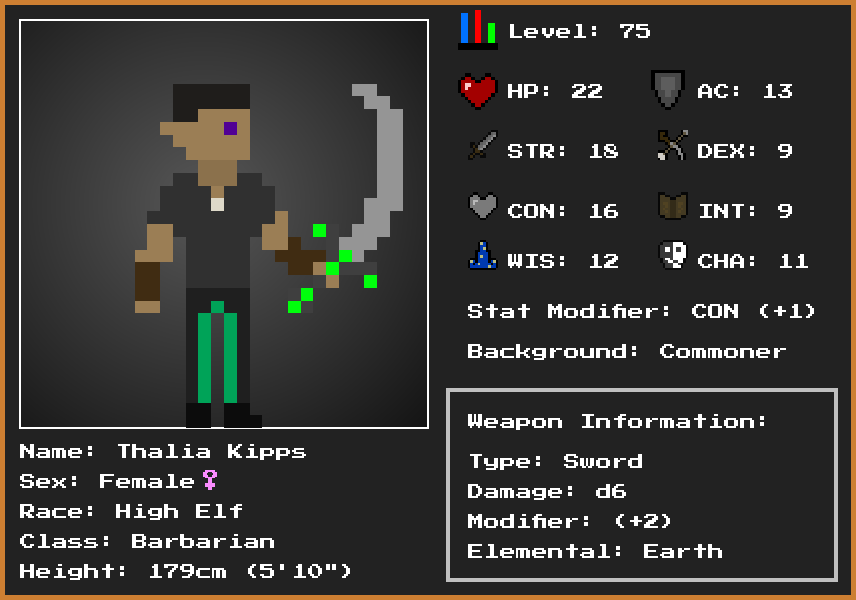 Level: 75
HP: 22
AC: 13
STR: 18
DEX: 9
CON: 16
INT: 9
WIS: 12
CHA: 11
Stat Modifier: CON (+1)
Background: Commoner
Weapon Information:
Type: Sword
Damage: d6
Modifier: (+2)
Elemental: Earth
Name: Thalia Kipps
Sex: Female♀
Race: High Elf
Class: Barbarian
Height: 179cm (5'10")